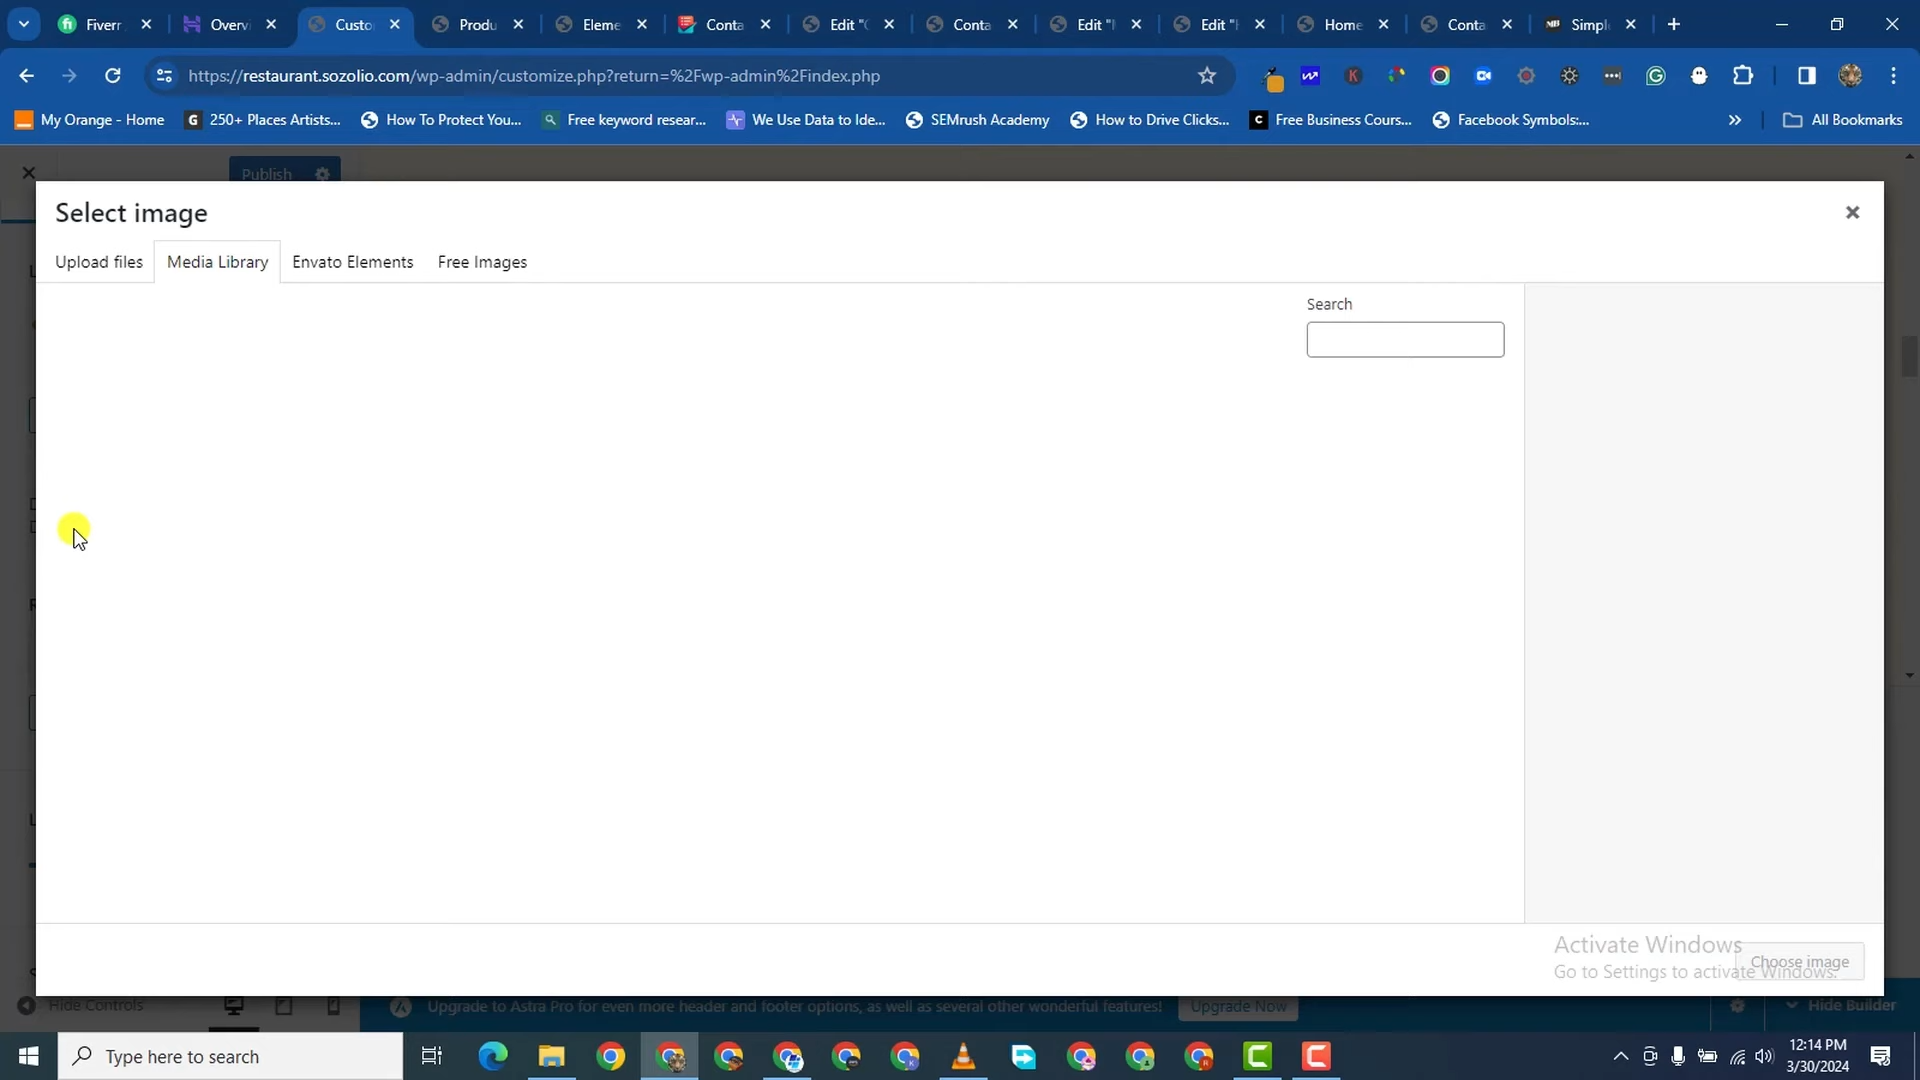 Fiverr
Overv
Custo
Produ
Eleme
Conta
Edit "C
Conta
Edit "I
Edit "H
Home
Conta
Simpl
https://restaurant.sozolio.com/wp-admin/customize.php?return=%2Fwp-admin%2Findex.php
My Orange - Home
250+ Places Artists...
How To Protect You...
Free keyword resear...
We Use Data to Ide...
SEMrush Academy
How to Drive Clicks...
Free Business Cours...
Facebook Symbols:...
»
All Bookmarks
Publish
Select image
Upload files
Media Library
Envato Elements
Free Images
Search
Activate Windows
Choose image
Go to Settings to activate Windows.
Hide Controls
Upgrade to Astra Pro for even more header and footer options, as well as several other wonderful features!
Upgrade Now
Hide Builder
Type here to search
12:14 PM
3/30/2024